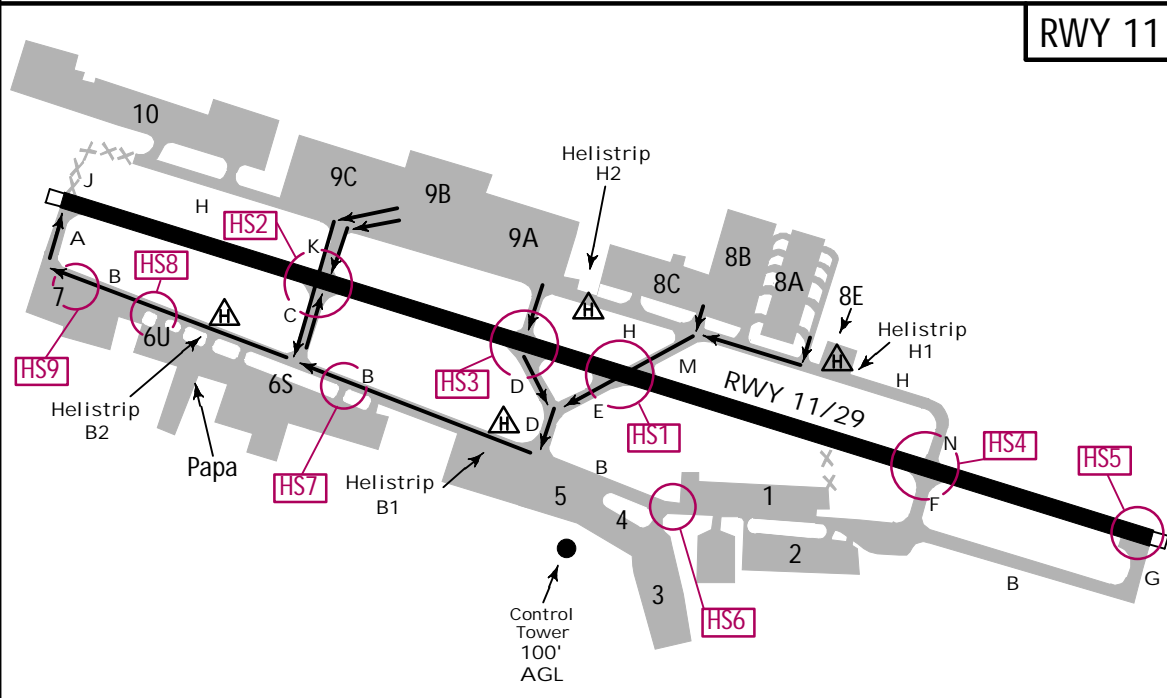 RWY 11
10
Helistrip
H2
9C
9B
J
H
HS2
9A
8B
8C
8A
8E
A
K
HS8
B
7
C
H
H
H
Helistrip
H1
6U
HS3
M
H
H
HS9
6S
B
D
E
RWY 11/29
HS1
Helistrip
B2
H
D
N
HS4
HS5
Papa
HS7
Helistrip
B1
B
5
1
F
4
2
B
G
3
Control
Tower
100'
AGL
HS6